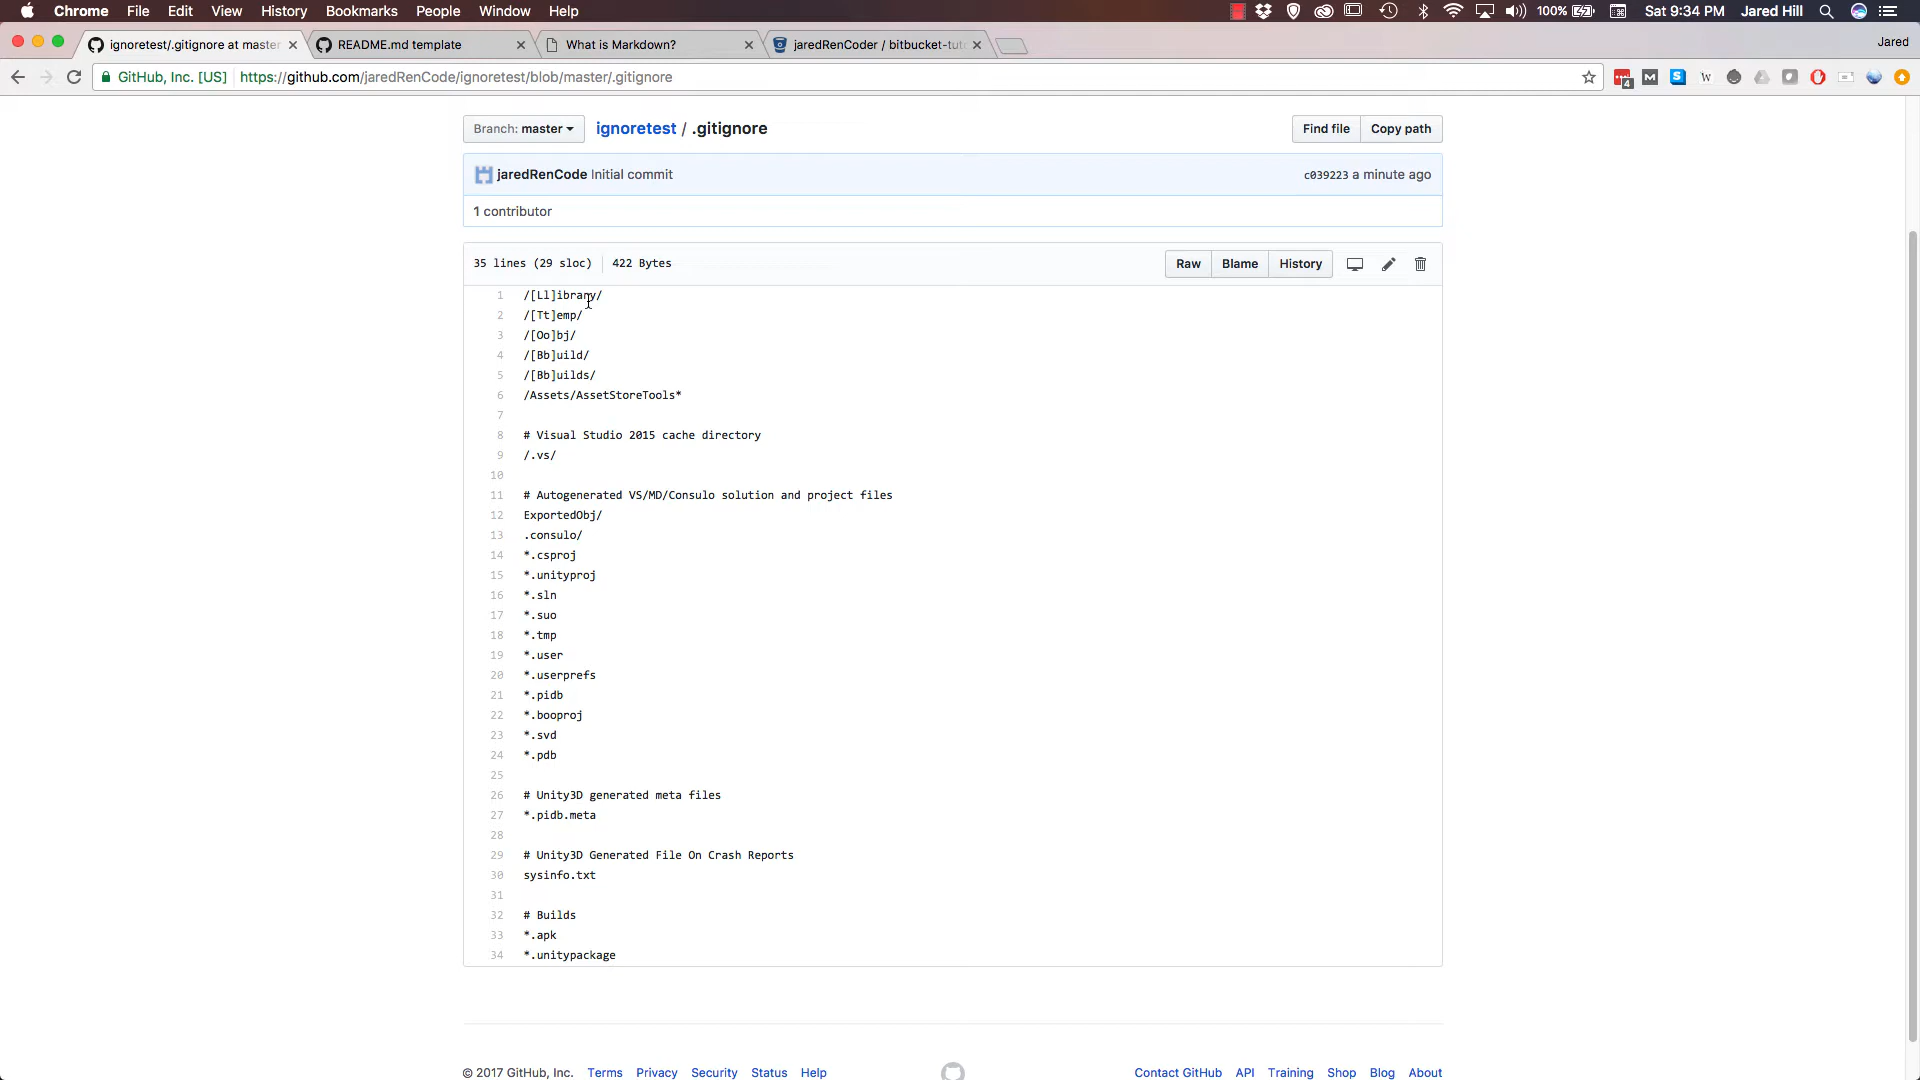 Chrome File Edit View History Bookmarks People Window Help 100% Sat 9:34 PM Jared Hill
ignoretest/.gitignore at master README.md template What is Markdown? jaredRenCoder / bitbucket-tuto Jared
GitHub, Inc. [US] https://github.com/jaredRenCode/ignoretest/blob/master/.gitignore
Branch: master ignoretest / .gitignore Find file Copy path
jaredRenCode Initial commit c039223 a minute ago
1 contributor
35 lines (29 sloc) 422 Bytes Raw Blame History
1 /[Ll]ibrary/
2 /[Tt]emp/
3 /[Oo]bj/
4 /[Bb]uild/
5 /[Bb]uilds/
6 /Assets/AssetStoreTools*
7
8 # Visual Studio 2015 cache directory
9 /.vs/
10
11 # Autogenerated VS/MD/Consulo solution and project files
12 ExportedObj/
13 .consulo/
14 *.csproj
15 *.unityproj
16 *.sln
17 *.suo
18 *.tmp
19 *.user
20 *.userprefs
21 *.pidb
22 *.booproj
23 *.svd
24 *.pdb
25
26 # Unity3D generated meta files
27 *.pidb.meta
28
29 # Unity3D Generated File On Crash Reports
30 sysinfo.txt
31
32 # Builds
33 *.apk
34 *.unitypackage
© 2017 GitHub, Inc. Terms Privacy Security Status Help Contact GitHub API Training Shop Blog About